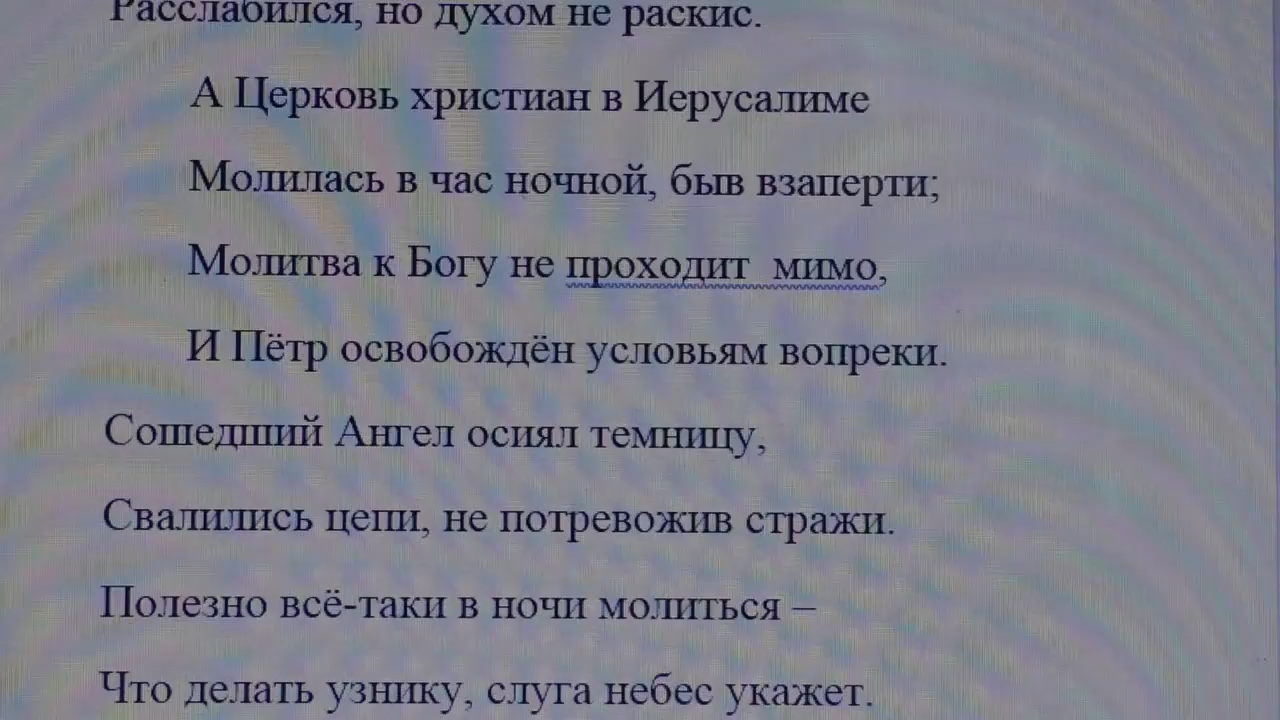 Расслабился, но духом не раскис.
А Церковь христиан в Иерусалиме
Молилась в час ночной, быв взаперти;
Молитва к Богу не проходит  мимо,
И Пётр освобождён условьям вопреки.
Сошедший Ангел осиял темницу,
Свалились цепи, не потревожив стражи.
Полезно всё-таки в ночи молиться –
Что делать узнику, слуга небес укажет.